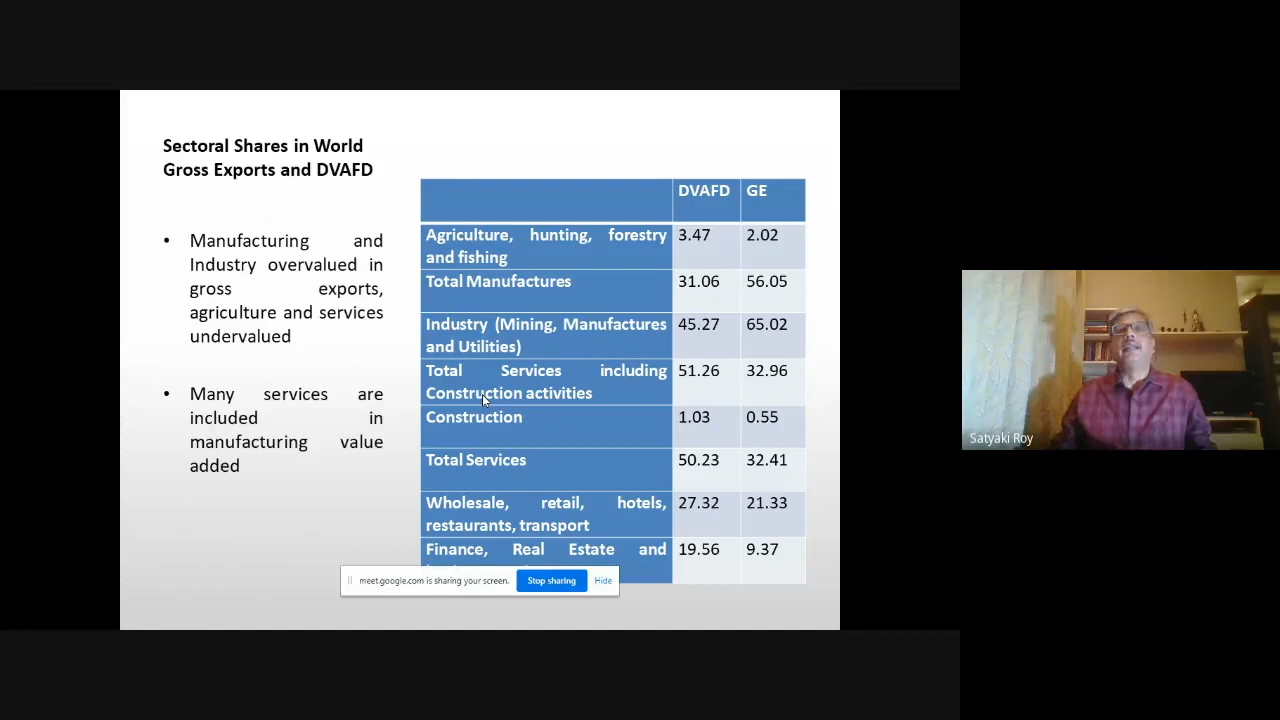 Sectoral Shares in World
Gross Exports and DVAFD
• Manufacturing and
Industry overvalued in
gross exports,
agriculture and services
undervalued
• Many services are
included in
manufacturing value
added
DVAFD GE
Agriculture, hunting, forestry 3.47 2.02
and fishing
Total Manufactures 31.06 56.05
Industry (Mining, Manufactures 45.27 65.02
and Utilities)
Total Services including 51.26 32.96
Construction activities
Construction 1.03 0.55
Total Services 50.23 32.41
Wholesale, retail, hotels, 27.32 21.33
restaurants, transport
Finance, Real Estate and 19.56 9.37
meet.google.com is sharing your screen. Stop sharing Hide
Satyaki Roy